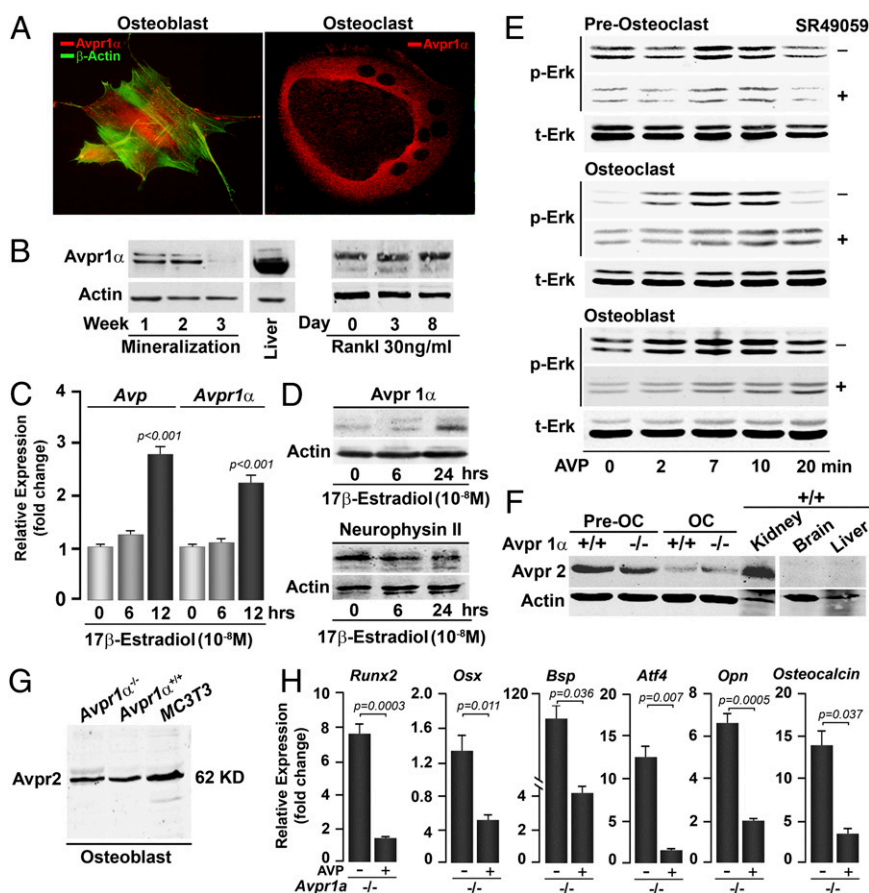 A
Osteoblast
Osteoclast
Avpr1α
β-Actin
Avpr1α
B
Avpr1α
Actin
Week 1 2 3
Mineralization
Liver
Day 0 3 8
Rankl 30ng/ml
C
Relative Expression
(fold change)
Avp
Avpr1α
4
3
2
1
0
p<0.001
p<0.001
0 6 12 0 6 12 hrs
17β-Estradiol (10-8M)
D
Avpr 1α
Actin
0 6 24 hrs
17β-Estradiol (10-8M)
Neurophysin II
Actin
0 6 24 hrs
17β-Estradiol (10-8M)
E
Pre-Osteoclast SR49059
p-Erk
–
+
t-Erk
Osteoclast
p-Erk
–
+
t-Erk
Osteoblast
p-Erk
–
+
t-Erk
AVP 0 2 7 10 20 min
F
+/+
Pre-OC OC
Kidney Brain Liver
Avpr 1α +/+ -/- +/+ -/-
Avpr 2
Actin
G
Avpr1α-/- Avpr1α+/+ MC3T3
Avpr2
62 KD
Osteoblast
H
Relative Expression
(fold change)
Runx2
10
8
6
4
2
0
p=0.0003
Osx
2.0
1.6
1.2
0.8
0.4
0
p=0.011
Bsp
120
4
0
p=0.036
Atf4
20
15
10
5
0
p=0.007
Opn
8
6
4
2
0
p=0.0005
Osteocalcin
20
15
10
5
0
p=0.037
AVP - + - + - + - + - + - +
Avpr1a -/- -/- -/- -/- -/- -/-